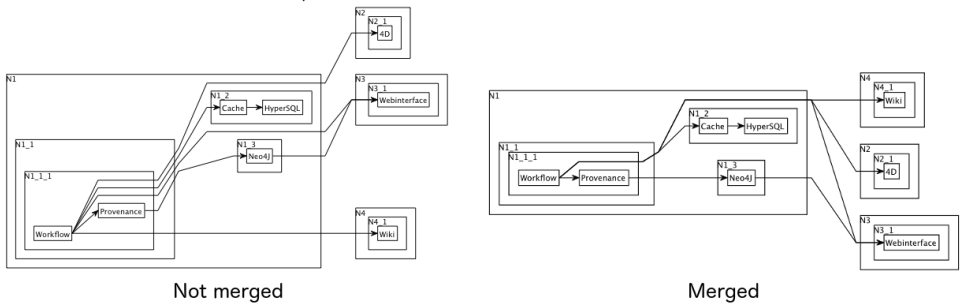 N2
N2_1
4D
N1
N3
N3_1
Webinterface
N1_2
Cache
HyperSQL
N1_1
N1_3
Neo4J
N1_1_1
Provenance
Workflow
N4
N4_1
Wiki
Not merged
N4
N4_1
Wiki
N1
N1_2
Cache
HyperSQL
N1_1
N1_1_1
N2
N2_1
4D
N1_3
Workflow
Provenance
Neo4J
N3
N3_1
Webinterface
Merged